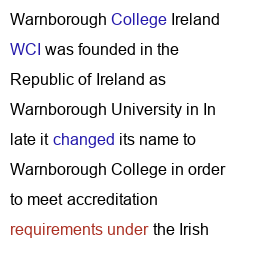 Warnborough College Ireland
WCI was founded in the
Republic of Ireland as
Warnborough University in In
late it changed its name to
Warnborough College in order
to meet accreditation
requirements under the Irish